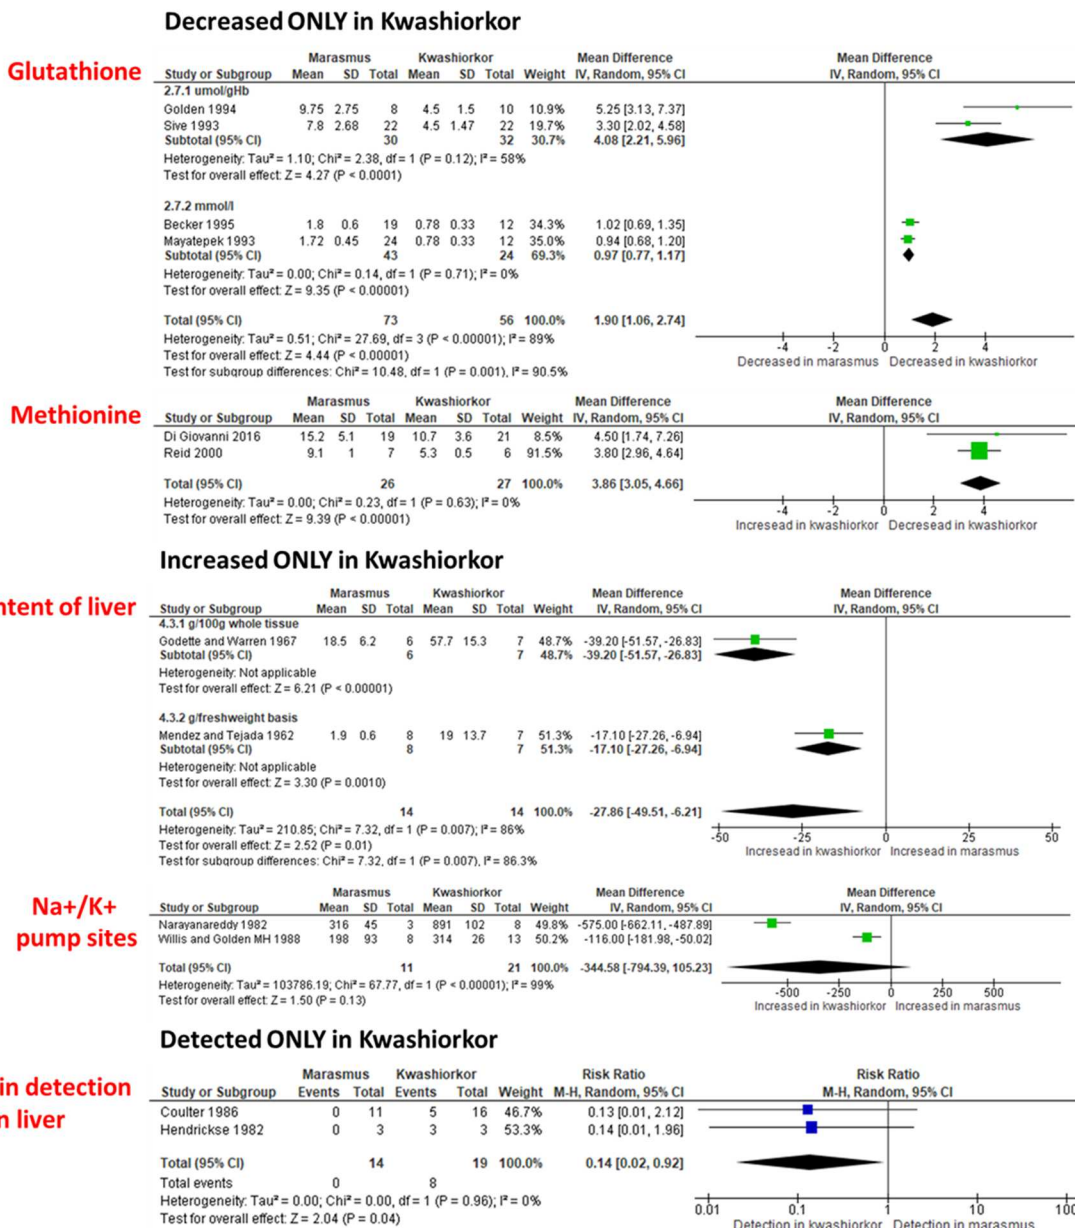 Decreased ONLY in Kwashiorkor
Glutathione
Marasmus Kwashiorkor Mean Difference Mean Difference
Study or Subgroup Mean SD Total Mean SD Total Weight IV, Random, 95% CI IV, Random, 95% CI
2.7.1 umol/gHb
Golden 1994 9.75 2.75 8 4.5 1.5 10 10.9% 5.25 [3.13, 7.37]
Sive 1993 7.8 2.68 22 4.5 1.47 22 19.7% 3.30 [2.02, 4.58]
Subtotal (95% CI) 30 32 30.7% 4.08 [2.21, 5.96]
Heterogeneity: Tau² = 1.10; Chi² = 2.38, df = 1 (P = 0.12); I² = 58%
Test for overall effect: Z = 4.27 (P < 0.0001)
2.7.2 mmol/l
Becker 1995 1.8 0.6 19 0.78 0.33 12 34.3% 1.02 [0.69, 1.35]
Mayatepek 1993 1.72 0.45 24 0.78 0.33 12 35.0% 0.94 [0.68, 1.20]
Subtotal (95% CI) 43 24 69.3% 0.97 [0.77, 1.17]
Heterogeneity: Tau² = 0.00; Chi² = 0.14, df = 1 (P = 0.71); I² = 0%
Test for overall effect: Z = 9.35 (P < 0.00001)
Total (95% CI) 73 56 100.0% 1.90 [1.06, 2.74]
Heterogeneity: Tau² = 0.51; Chi² = 27.69, df = 3 (P < 0.00001); I² = 89%
Test for overall effect: Z = 4.44 (P < 0.00001)
Test for subgroup differences: Chi² = 10.48, df = 1 (P = 0.001), I² = 90.5%
-4 -2 0 2 4
Decreased in marasmus Decreased in kwashiorkor
Methionine
Marasmus Kwashiorkor Mean Difference Mean Difference
Study or Subgroup Mean SD Total Mean SD Total Weight IV, Random, 95% CI IV, Random, 95% CI
Di Giovanni 2016 15.2 5.1 19 10.7 3.6 21 8.5% 4.50 [1.74, 7.26]
Reid 2000 9.1 1 7 5.3 0.5 6 91.5% 3.80 [2.96, 4.64]
Total (95% CI) 26 27 100.0% 3.86 [3.05, 4.66]
Heterogeneity: Tau² = 0.00; Chi² = 0.23, df = 1 (P = 0.63); I² = 0%
Test for overall effect: Z = 9.39 (P < 0.00001)
-4 -2 0 2 4
Incresead in kwashiorkor Decresead in kwashiorkor
Increased ONLY in Kwashiorkor
ntent of liver
Marasmus Kwashiorkor Mean Difference Mean Difference
Study or Subgroup Mean SD Total Mean SD Total Weight IV, Random, 95% CI IV, Random, 95% CI
4.3.1 g/100g whole tissue
Godette and Warren 1967 18.5 6.2 6 57.7 15.3 7 48.7% -39.20 [-51.57, -26.83]
Subtotal (95% CI) 6 7 48.7% -39.20 [-51.57, -26.83]
Heterogeneity: Not applicable
Test for overall effect: Z = 6.21 (P < 0.00001)
4.3.2 g/freshweight basis
Mendez and Tejada 1962 1.9 0.6 8 19 13.7 7 51.3% -17.10 [-27.26, -6.94]
Subtotal (95% CI) 8 7 51.3% -17.10 [-27.26, -6.94]
Heterogeneity: Not applicable
Test for overall effect: Z = 3.30 (P = 0.0010)
Total (95% CI) 14 14 100.0% -27.86 [-49.51, -6.21]
Heterogeneity: Tau² = 210.85; Chi² = 7.32, df = 1 (P = 0.007); I² = 86%
Test for overall effect: Z = 2.52 (P = 0.01)
Test for subgroup differences: Chi² = 7.32, df = 1 (P = 0.007), I² = 86.3%
-50 -25 0 25 50
Incresead in kwashiorkor Incresead in marasmus
Na+/K+
pump sites
Marasmus Kwashiorkor Mean Difference Mean Difference
Study or Subgroup Mean SD Total Mean SD Total Weight IV, Random, 95% CI IV, Random, 95% CI
Narayanareddy 1982 316 45 3 891 102 8 49.8% -575.00 [-662.11, -487.89]
Willis and Golden MH 1988 198 93 8 314 26 13 50.2% -116.00 [-181.98, -50.02]
Total (95% CI) 11 21 100.0% -344.58 [-794.39, 105.23]
Heterogeneity: Tau² = 103786.19; Chi² = 67.77, df = 1 (P < 0.00001); I² = 99%
Test for overall effect: Z = 1.50 (P = 0.13)
-500 -250 0 250 500
Increased in kwashiorkor Increased in marasmus
Detected ONLY in Kwashiorkor
in detection
n liver
Marasmus Kwashiorkor Risk Ratio Risk Ratio
Study or Subgroup Events Total Events Total Weight M-H, Random, 95% CI M-H, Random, 95% CI
Coulter 1986 0 11 5 16 46.7% 0.13 [0.01, 2.12]
Hendrickse 1982 0 3 3 3 53.3% 0.14 [0.01, 1.96]
Total (95% CI) 14 19 100.0% 0.14 [0.02, 0.92]
Total events 0 8
Heterogeneity: Tau² = 0.00; Chi² = 0.00, df = 1 (P = 0.96); I² = 0%
Test for overall effect: Z = 2.04 (P = 0.04)
0.01 0.1 1 10 100
Detection in kwashiorkor Detection in marasmus